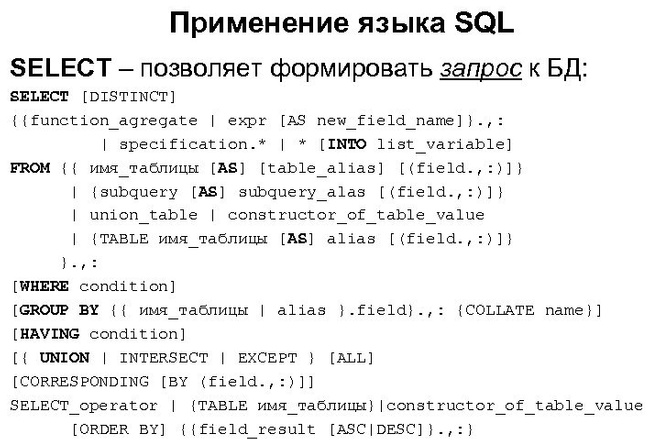 Применение языка SQL
SELECT – позволяет формировать запрос к БД:
SELECT [DISTINCT]
{{function_agregate | expr [AS new_field_name]}.,:
| specification.* | * [INTO list_variable]
FROM {{ имя_таблицы [AS] [table_alias] [(field.,:)]}
| {subquery [AS] subquery_alas [(field.,:)]}
| union_table | constructor_of_table_value
| {TABLE имя_таблицы [AS] alias [(field.,:)]}
}.,:
[WHERE condition]
[GROUP BY {{ имя_таблицы | alias }.field}.,: {COLLATE name}]
[HAVING condition]
[{ UNION | INTERSECT | EXCEPT } [ALL]
[CORRESPONDING [BY (field.,:)]]
SELECT_operator | {TABLE имя_таблицы}|constructor_of_table_value
[ORDER BY] {{field_result [ASC|DESC]}.,:}